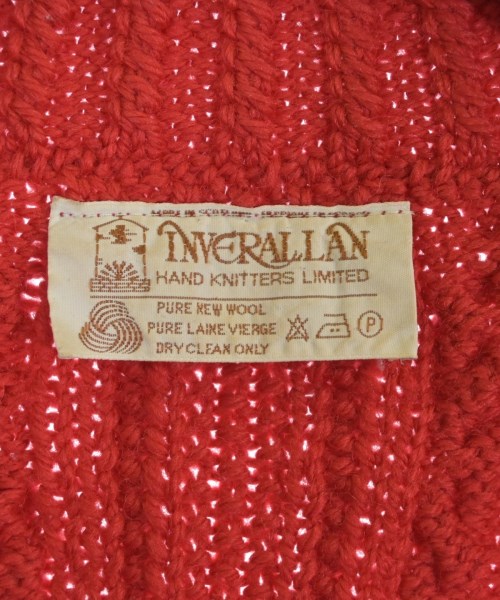 INVERALLAN
HAND KNITTERS LIMITED
PURE NEW WOOL
PURE LAINE VIERGE
P
DRY CLEAN ONLY